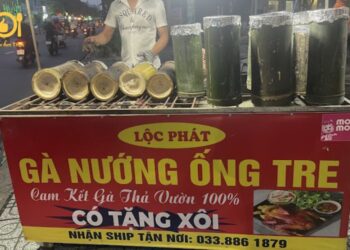 LỘC PHÁT
GÀ NƯỚNG ỐNG TRE
Cam Kết Gà Thả Vườn 100%
CÓ TẶNG XÔI
NHẬN SHIP TẬN NƠI: 033.886 1879